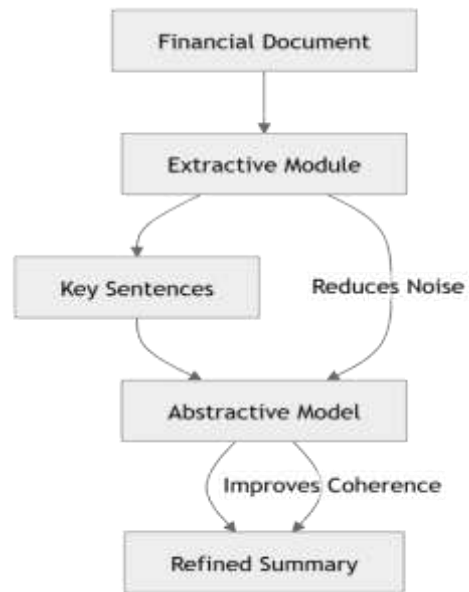 Financial Document
Extractive Module
Key Sentences
Reduces Noise
Abstractive Model
Improves Coherence
Refined Summary